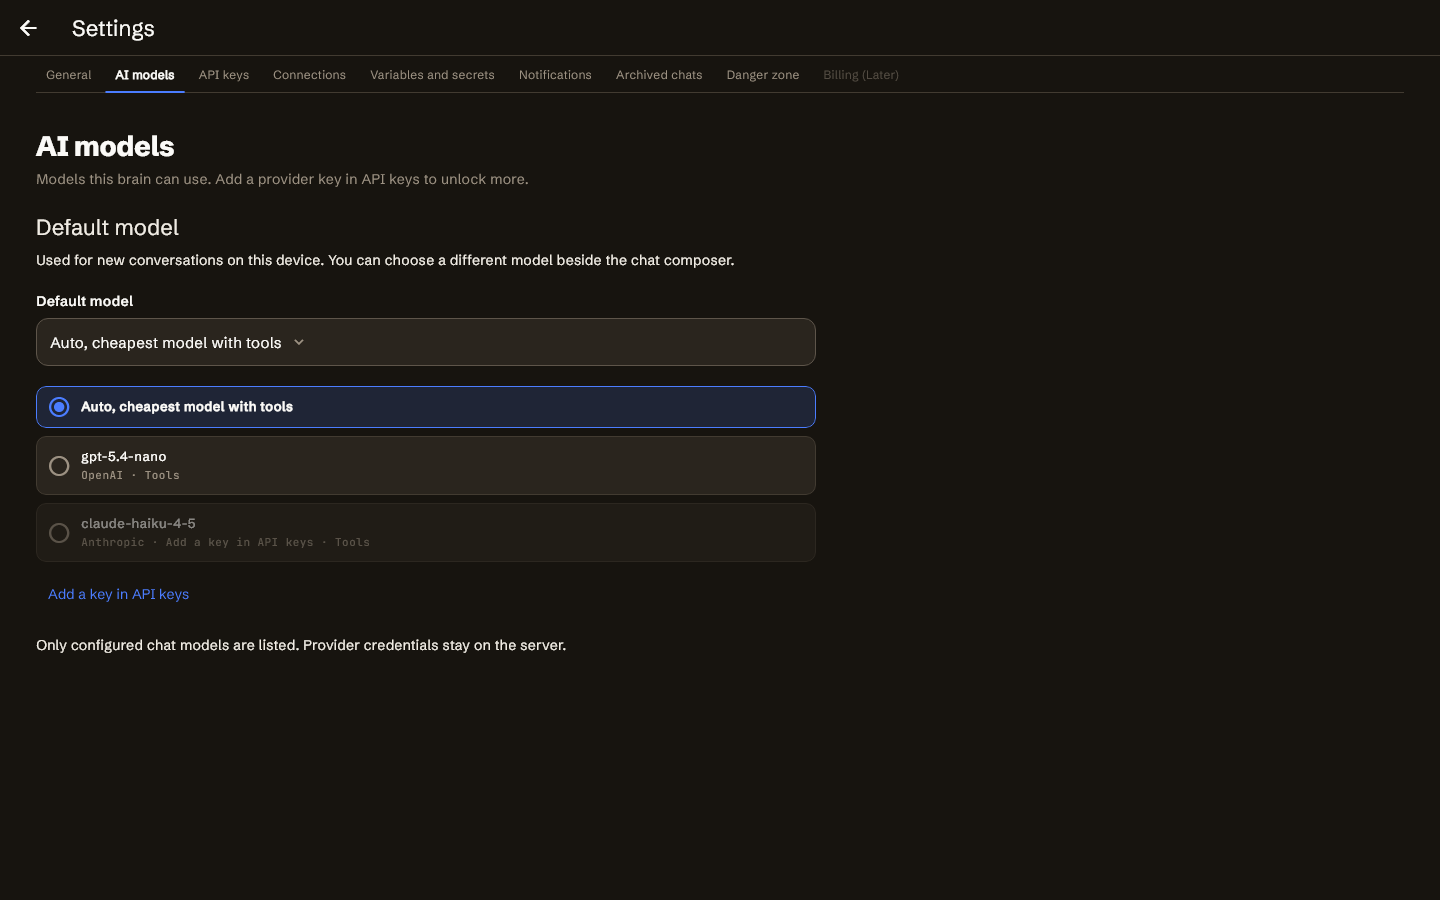 Settings
General
AI models
API keys
Connections
Variables and secrets
Notifications
Archived chats
Danger zone
Billing (Later)
AI models
Models this brain can use. Add a provider key in API keys to unlock more.
Default model
Used for new conversations on this device. You can choose a different model beside the chat composer.
Default model
Auto, cheapest model with tools
Auto, cheapest model with tools
gpt-5.4-nano
OpenAI · Tools
claude-haiku-4-5
Anthropic · Add a key in API keys · Tools
Add a key in API keys
Only configured chat models are listed. Provider credentials stay on the server.